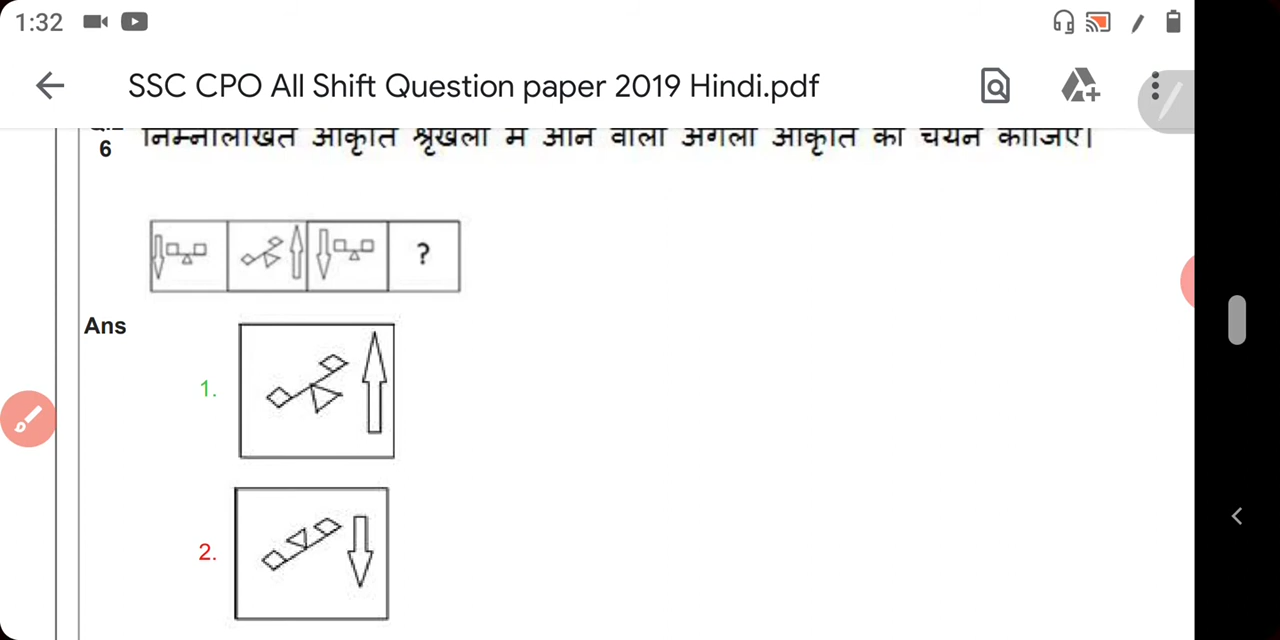 1:32
SSC CPO All Shift Question paper 2019 Hindi.pdf
6 निम्नलिखित आकृति श्रृंखला में आने वाली अगली आकृति का चयन कीजिए।
?
Ans
1.
2.